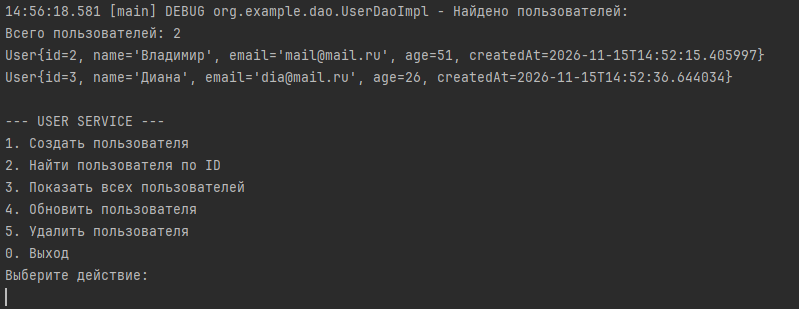 14:56:18.581 [main] DEBUG org.example.dao.UserDaoImpl - Найдено пользователей:
Всего пользователей: 2
User{id=2, name='Владимир', email='mail@mail.ru', age=51, createdAt=2026-11-15T14:52:15.405997}
User{id=3, name='Диана', email='dia@mail.ru', age=26, createdAt=2026-11-15T14:52:36.644034}
--- USER SERVICE ---
1. Создать пользователя
2. Найти пользователя по ID
3. Показать всех пользователей
4. Обновить пользователя
5. Удалить пользователя
0. Выход
Выберите действие: